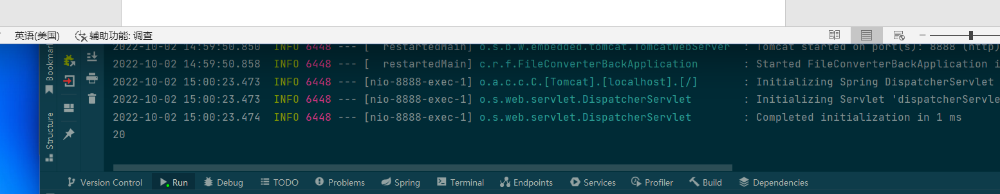 英语(美国) 辅助功能: 调查
2022-10-02 14:59:50.850 INFO 6448 --- [ restartedMain] o.s.b.w.embedded.tomcat.TomcatWebServer : Tomcat started on port(s): 8888 (http)
2022-10-02 14:59:50.858 INFO 6448 --- [ restartedMain] c.r.f.FileConverterBackApplication : Started FileConverterBackApplication i
2022-10-02 15:00:23.473 INFO 6448 --- [nio-8888-exec-1] o.a.c.c.C.[Tomcat].[localhost].[/] : Initializing Spring DispatcherServlet
2022-10-02 15:00:23.473 INFO 6448 --- [nio-8888-exec-1] o.s.web.servlet.DispatcherServlet : Initializing Servlet 'dispatcherServle
2022-10-02 15:00:23.474 INFO 6448 --- [nio-8888-exec-1] o.s.web.servlet.DispatcherServlet : Completed initialization in 1 ms
20
Bookmar
Structure
Version Control Run Debug TODO Problems Spring Terminal Endpoints Services Profiler Build Dependencies